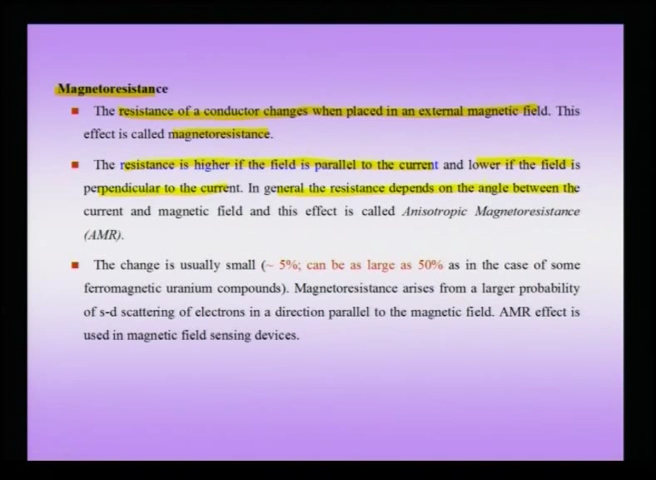 Magnetoresistance
The resistance of a conductor changes when placed in an external magnetic field. This
effect is called magnetoresistance.
The resistance is higher if the field is parallel to the current and lower if the field is
perpendicular to the current. In general the resistance depends on the angle between the
current and magnetic field and this effect is called Anisotropic Magnetoresistance
(AMR).
The change is usually small (~ 5%; can be as large as 50% as in the case of some
ferromagnetic uranium compounds). Magnetoresistance arises from a larger probability
of s-d scattering of electrons in a direction parallel to the magnetic field. AMR effect is
used in magnetic field sensing devices.